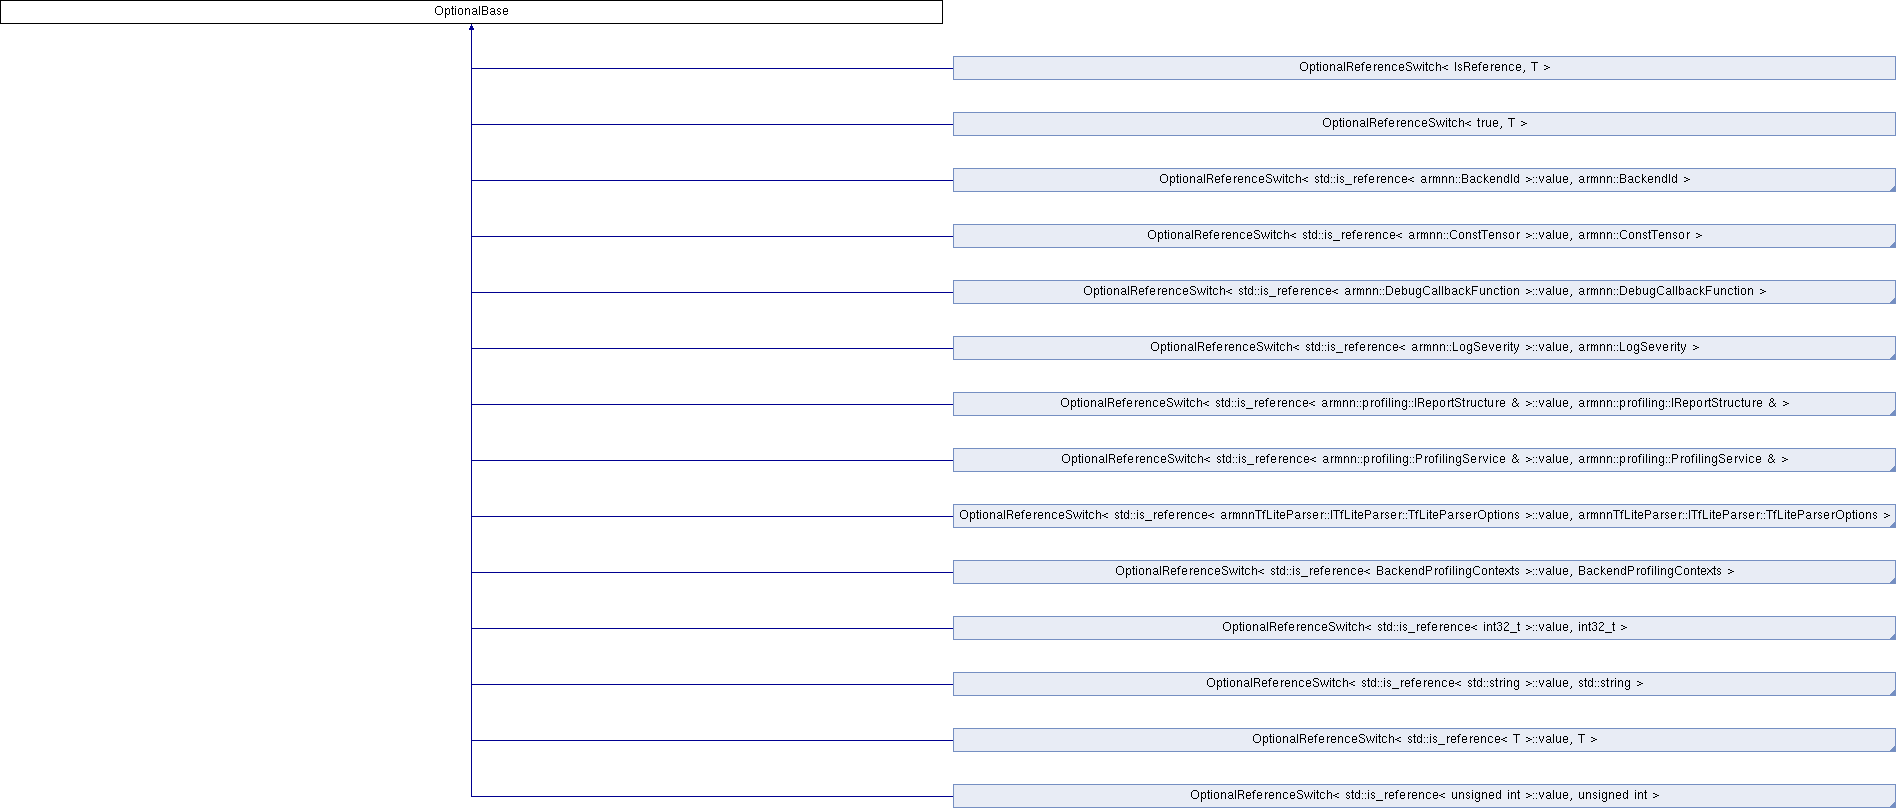 OptionalBase
OptionalReferenceSwitch< IsReference, T >
OptionalReferenceSwitch< true, T >
OptionalReferenceSwitch< std::is_reference< armnn::BackendId >::value, armnn::BackendId >
OptionalReferenceSwitch< std::is_reference< armnn::ConstTensor >::value, armnn::ConstTensor >
OptionalReferenceSwitch< std::is_reference< armnn::DebugCallbackFunction >::value, armnn::DebugCallbackFunction >
OptionalReferenceSwitch< std::is_reference< armnn::LogSeverity >::value, armnn::LogSeverity >
OptionalReferenceSwitch< std::is_reference< armnn::profiling::IReportStructure & >::value, armnn::profiling::IReportStructure & >
OptionalReferenceSwitch< std::is_reference< armnn::profiling::ProfilingService & >::value, armnn::profiling::ProfilingService & >
OptionalReferenceSwitch< std::is_reference< armnnTfLiteParser::ITfLiteParser::TfLiteParserOptions >::value, armnnTfLiteParser::ITfLiteParser::TfLiteParserOptions >
OptionalReferenceSwitch< std::is_reference< BackendProfilingContexts >::value, BackendProfilingContexts >
OptionalReferenceSwitch< std::is_reference< int32_t >::value, int32_t >
OptionalReferenceSwitch< std::is_reference< std::string >::value, std::string >
OptionalReferenceSwitch< std::is_reference< T >::value, T >
OptionalReferenceSwitch< std::is_reference< unsigned int >::value, unsigned int >